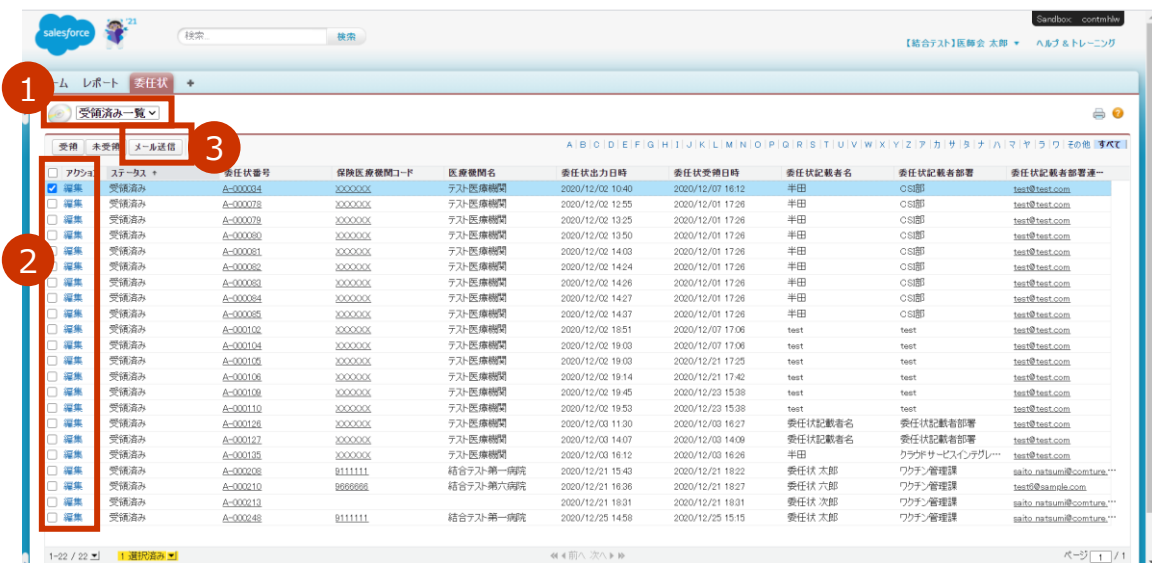 Sandbox: contmhlw
salesforce '21 検索... 検索
【結合テスト】医師会 太郎 ▼ ヘルプ & トレーニング
1
ーム レポート 委任状 +
受領済み一覧
受領 未受領 メール送信 3
A | B | C | D | E | F | G | H | I | J | K | L | M | N | O | P | Q | R | S | T | U | V | W | X | Y | Z | ア | カ | サ | タ | ナ | ハ | マ | ヤ | ラ | ワ | その他 | すべて
アクション ステータス ↑ 委任状番号 保険医療機関コード 医療機関名 委任状出力日時 委任状受領日時 委任状記載者名 委任状記載者部署 委任状記載者部署連…
編集 受領済み A-000034 XXXXXXX テスト医療機関 2020/12/02 10:40 2020/12/07 16:12 半田 CSI部 test@test.com
編集 受領済み A-000078 XXXXXXX テスト医療機関 2020/12/02 12:55 2020/12/01 17:26 半田 CSI部 test@test.com
編集 受領済み A-000079 XXXXXXX テスト医療機関 2020/12/02 13:25 2020/12/01 17:26 半田 CSI部 test@test.com
編集 受領済み A-000080 XXXXXXX テスト医療機関 2020/12/02 13:50 2020/12/01 17:26 半田 CSI部 test@test.com
編集 受領済み A-000081 XXXXXXX テスト医療機関 2020/12/02 14:03 2020/12/01 17:26 半田 CSI部 test@test.com
2
編集 受領済み A-000082 XXXXXXX テスト医療機関 2020/12/02 14:24 2020/12/01 17:26 半田 CSI部 test@test.com
編集 受領済み A-000083 XXXXXXX テスト医療機関 2020/12/02 14:26 2020/12/01 17:26 半田 CSI部 test@test.com
編集 受領済み A-000084 XXXXXXX テスト医療機関 2020/12/02 14:27 2020/12/01 17:26 半田 CSI部 test@test.com
編集 受領済み A-000085 XXXXXXX テスト医療機関 2020/12/02 14:37 2020/12/01 17:26 半田 CSI部 test@test.com
編集 受領済み A-000102 XXXXXXX テスト医療機関 2020/12/02 18:51 2020/12/07 17:06 test test test@test.com
編集 受領済み A-000104 XXXXXXX テスト医療機関 2020/12/02 19:03 2020/12/07 17:06 test test test@test.com
編集 受領済み A-000105 XXXXXXX テスト医療機関 2020/12/02 19:03 2020/12/21 17:25 test test test@test.com
編集 受領済み A-000106 XXXXXXX テスト医療機関 2020/12/02 19:14 2020/12/21 17:42 test test test@test.com
編集 受領済み A-000109 XXXXXXX テスト医療機関 2020/12/02 19:45 2020/12/23 15:38 test test test@test.com
編集 受領済み A-000110 XXXXXXX テスト医療機関 2020/12/02 19:53 2020/12/23 15:38 test test test@test.com
編集 受領済み A-000126 XXXXXXX テスト医療機関 2020/12/03 11:30 2020/12/03 16:27 委任状記載者名 委任状記載者部署 test@test.com
編集 受領済み A-000127 XXXXXXX テスト医療機関 2020/12/03 14:07 2020/12/03 14:09 委任状記載者名 委任状記載者部署 test@test.com
編集 受領済み A-000135 XXXXXXX テスト医療機関 2020/12/03 16:12 2020/12/03 16:26 半田 クラウドサービスインテグレ… test@test.com
編集 受領済み A-000208 9111111 結合テスト第一病院 2020/12/21 15:43 2020/12/21 18:22 委任状 太郎 ワクチン管理課 saito_natsumi@comture.…
編集 受領済み A-000210 9666666 結合テスト第六病院 2020/12/21 16:36 2020/12/21 18:27 委任状 六郎 ワクチン管理課 test6@sample.com
編集 受領済み A-000213 2020/12/21 18:31 2020/12/21 18:31 委任状 次郎 ワクチン管理課 saito_natsumi@comture.…
編集 受領済み A-000248 9111111 結合テスト第一病院 2020/12/25 14:58 2020/12/25 15:15 委任状 太郎 ワクチン管理課 saito_natsumi@comture.…
1-22 / 22 1 選択済み 前へ 次へ ページ 1 / 1